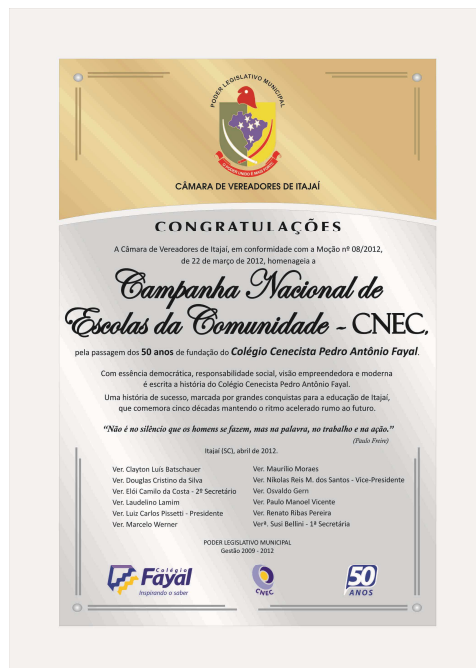 PODER LEGISLATIVO MUNICIPAL
O PODER UNIDO É MAIS FORTE
CÂMARA DE VEREADORES DE ITAJAÍ
CONGRATULAÇÕES
A Câmara de Vereadores de Itajaí, em conformidade com a Moção nº 08/2012,
de 22 de março de 2012, homenageia a
Campanha Nacional de
Escolas da Comunidade - CNEC,
pela passagem dos 50 anos de fundação do Colégio Cenecista Pedro Antônio Fayal.
Com essência democrática, responsabilidade social, visão empreendedora e moderna
é escrita a história do Colégio Cenecista Pedro Antônio Fayal.
Uma história de sucesso, marcada por grandes conquistas para a educação de Itajaí,
que comemora cinco décadas mantendo o ritmo acelerado rumo ao futuro.
“Não é no silêncio que os homens se fazem, mas na palavra, no trabalho e na ação.”
(Paulo Freire)
Itajaí (SC), abril de 2012.
Ver. Clayton Luís Batschauer
Ver. Douglas Cristino da Silva
Ver. Elói Camilo da Costa - 2º Secretário
Ver. Laudelino Lamim
Ver. Luiz Carlos Pissetti - Presidente
Ver. Marcelo Werner
Ver. Maurílio Moraes
Ver. Níkolas Reis M. dos Santos - Vice-Presidente
Ver. Osvaldo Gern
Ver. Paulo Manoel Vicente
Ver. Renato Ribas Pereira
Verª. Susi Bellini - 1ª Secretária
PODER LEGISLATIVO MUNICIPAL
Gestão 2009 - 2012
Colégio
Fayal
Inspirando o saber
CNEC
50
ANOS